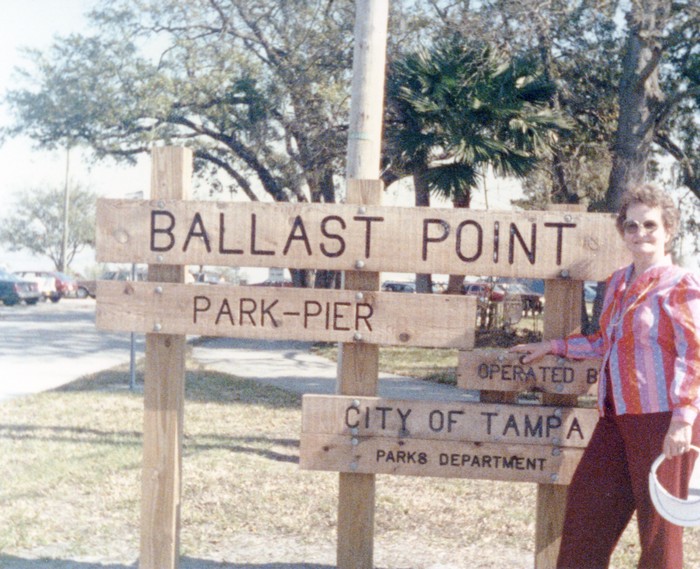 BALLAST POINT
PARK-PIER
OPERATED B
CITY OF TAMPA
PARKS DEPARTMENT